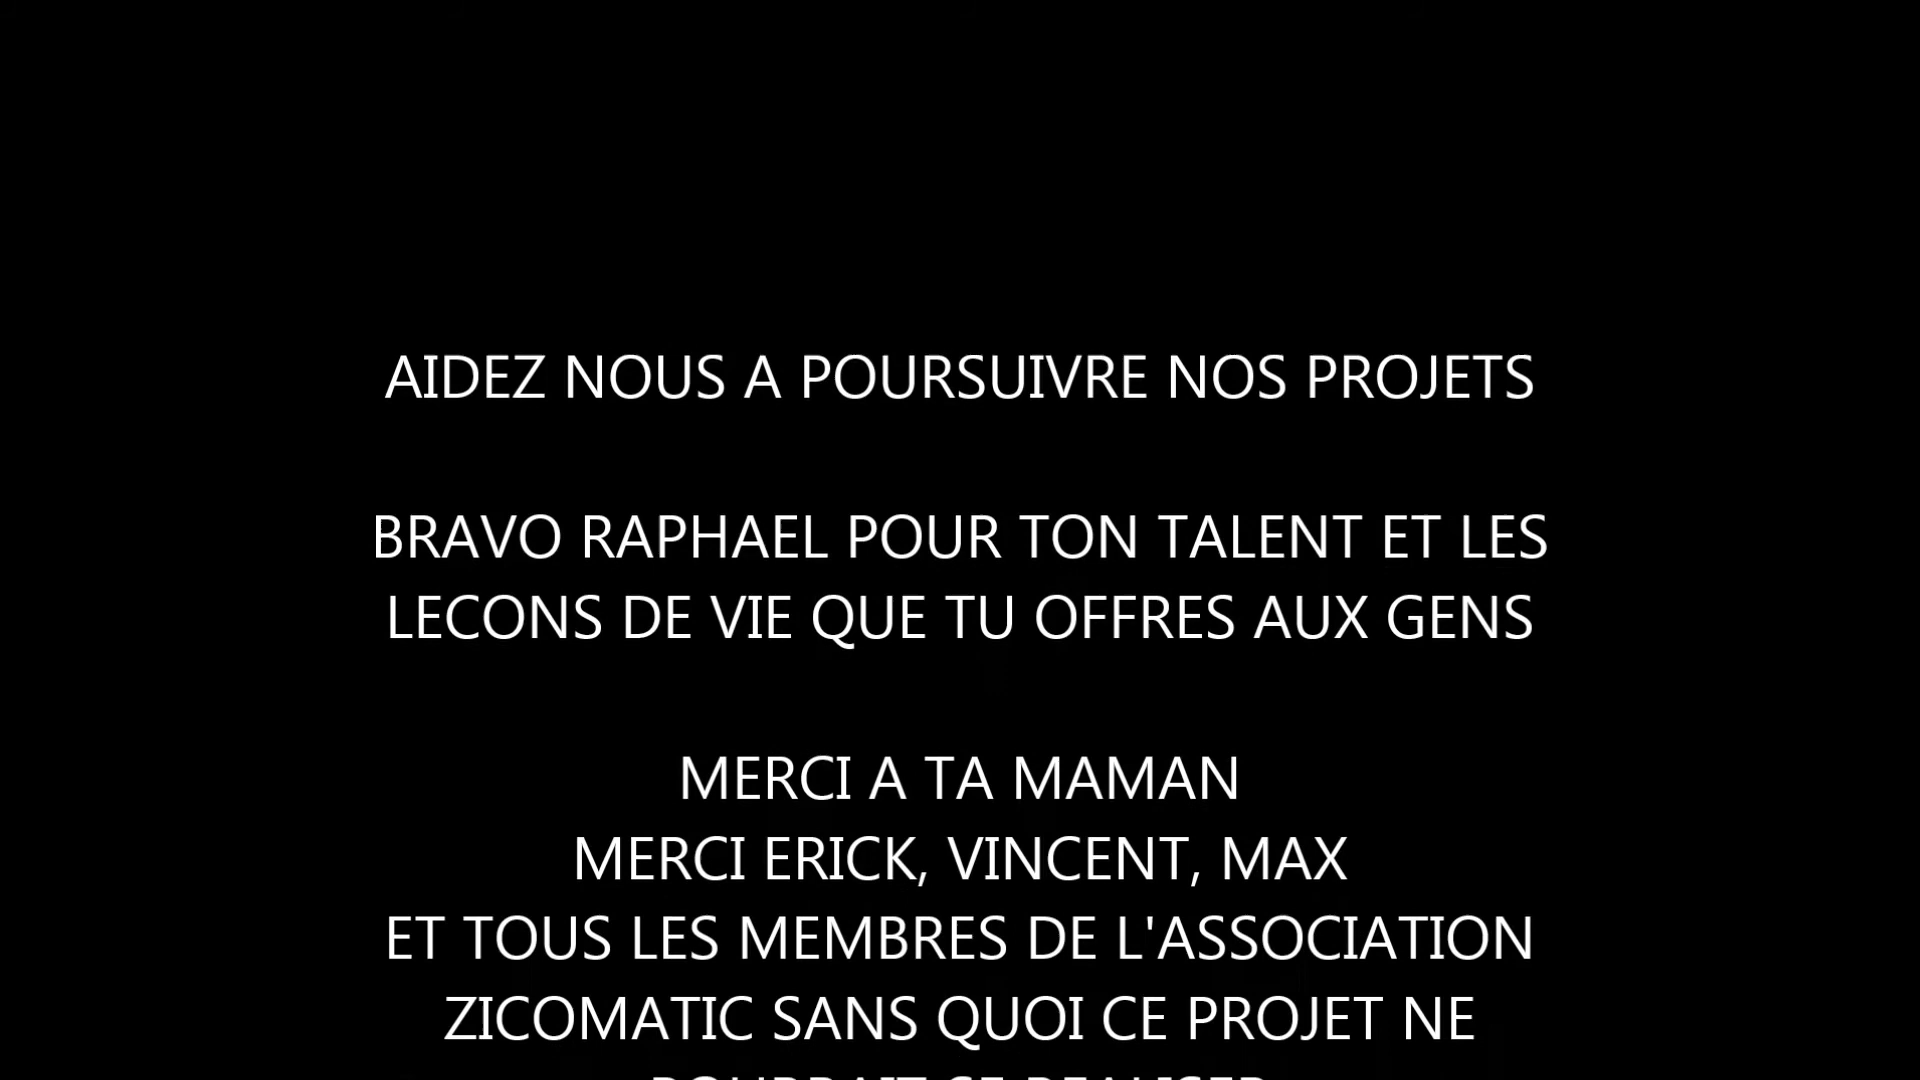 AIDEZ NOUS A POURSUIVRE NOS PROJETS
BRAVO RAPHAEL POUR TON TALENT ET LES
LECONS DE VIE QUE TU OFFRES AUX GENS
MERCI A TA MAMAN
MERCI ERICK, VINCENT, MAX
ET TOUS LES MEMBRES DE L'ASSOCIATION
ZICOMATIC SANS QUOI CE PROJET NE